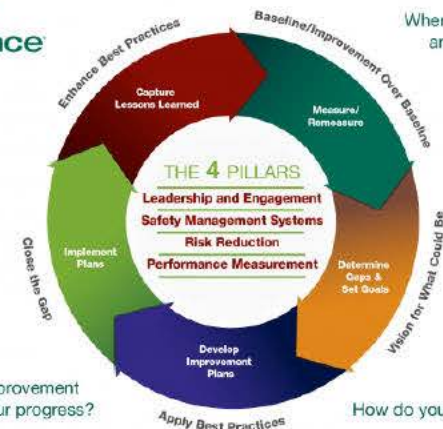 nce
Wher
ar
Enhance Best Practices
Baseline/Improvement Over Baseline
Capture
Lessons Learned
Measure/
Remeasure
THE 4 PILLARS
Leadership and Engagement
Safety Management Systems
Risk Reduction
Performance Measurement
Implement
Plans
Determine
Gaps &
Set Goals
Close the Gap
Vision for What Could Be
Develop
Improvement
Plans
Apply Best Practices
provement
ur progress?
How do you